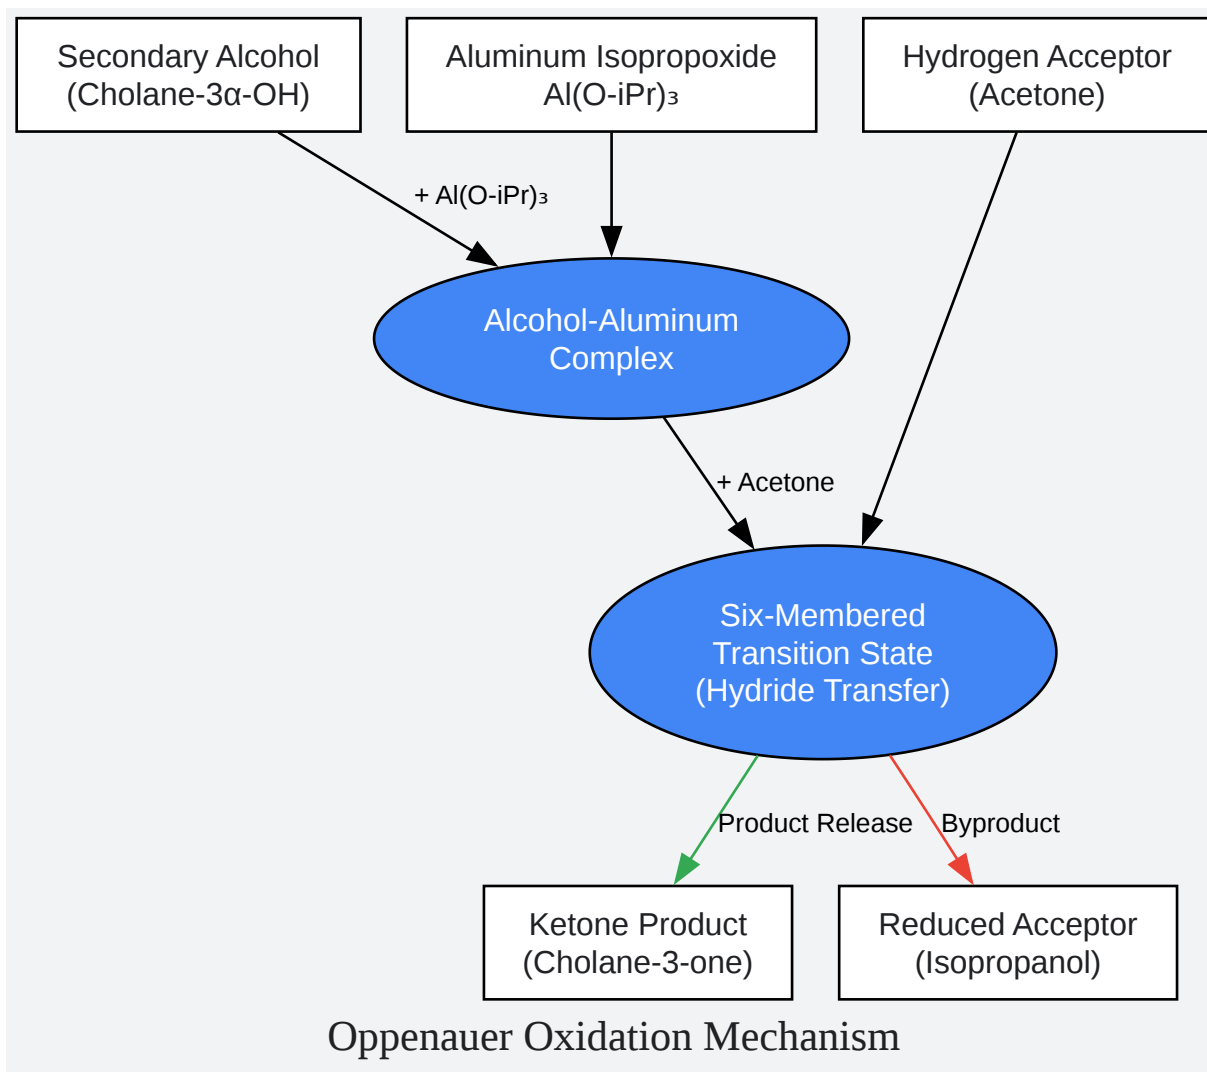 Secondary Alcohol
(Cholane-3α-OH)
Aluminum Isopropoxide
Al(O-iPr)₃
Hydrogen Acceptor
(Acetone)
+ Al(O-iPr)₃
Alcohol-Aluminum
Complex
+ Acetone
Six-Membered
Transition State
(Hydride Transfer)
Product Release
Byproduct
Ketone Product
(Cholane-3-one)
Reduced Acceptor
(Isopropanol)
Oppenauer Oxidation Mechanism